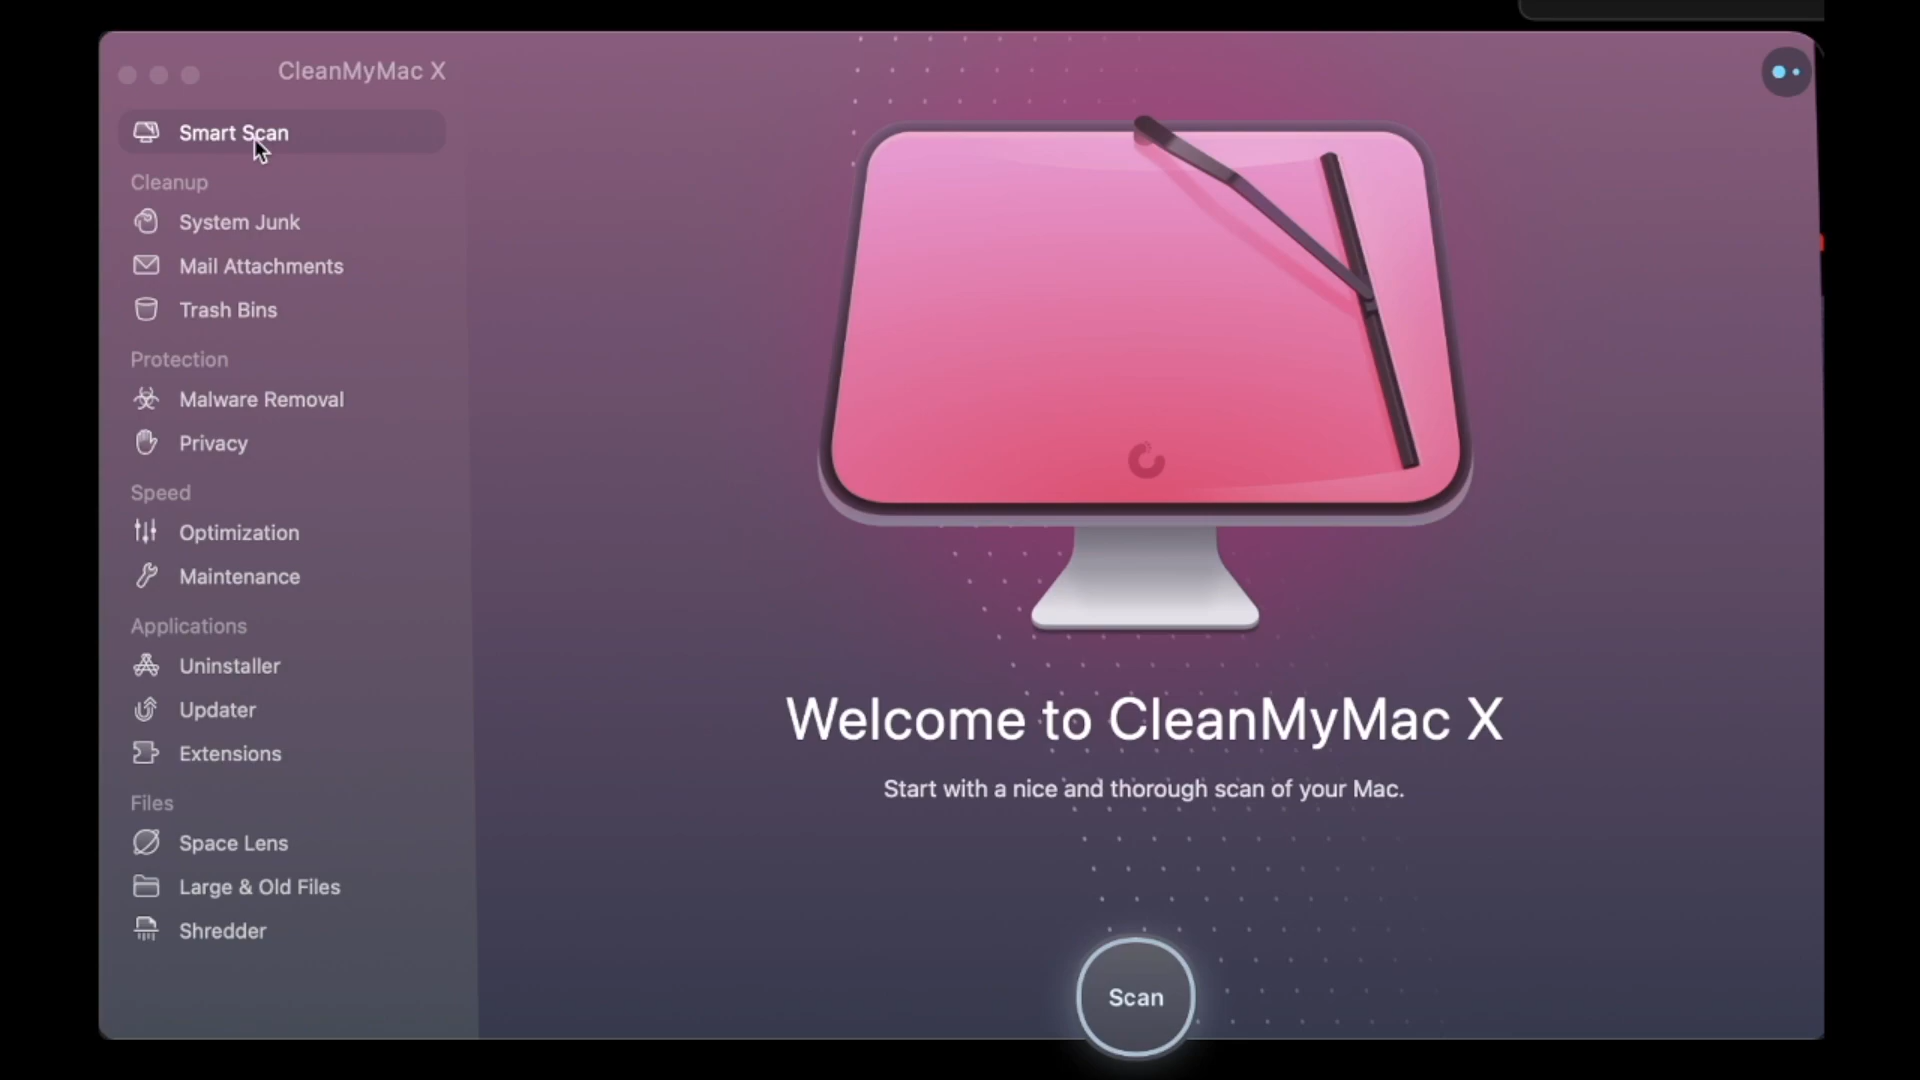 CleanMyMac X
Smart Scan
Cleanup
System Junk
Mail Attachments
Trash Bins
Protection
Malware Removal
Privacy
Speed
Optimization
Maintenance
Applications
Uninstaller
Updater
Extensions
Files
Space Lens
Large & Old Files
Shredder
Welcome to CleanMyMac X
Start with a nice and thorough scan of your Mac.
Scan